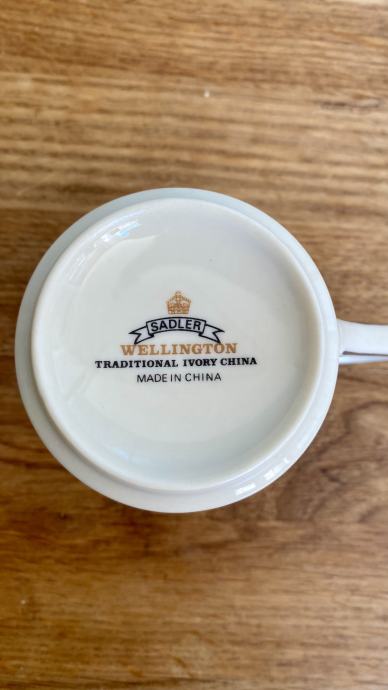 SADLER
WELLINGTON
TRADITIONAL IVORY CHINA
MADE IN CHINA